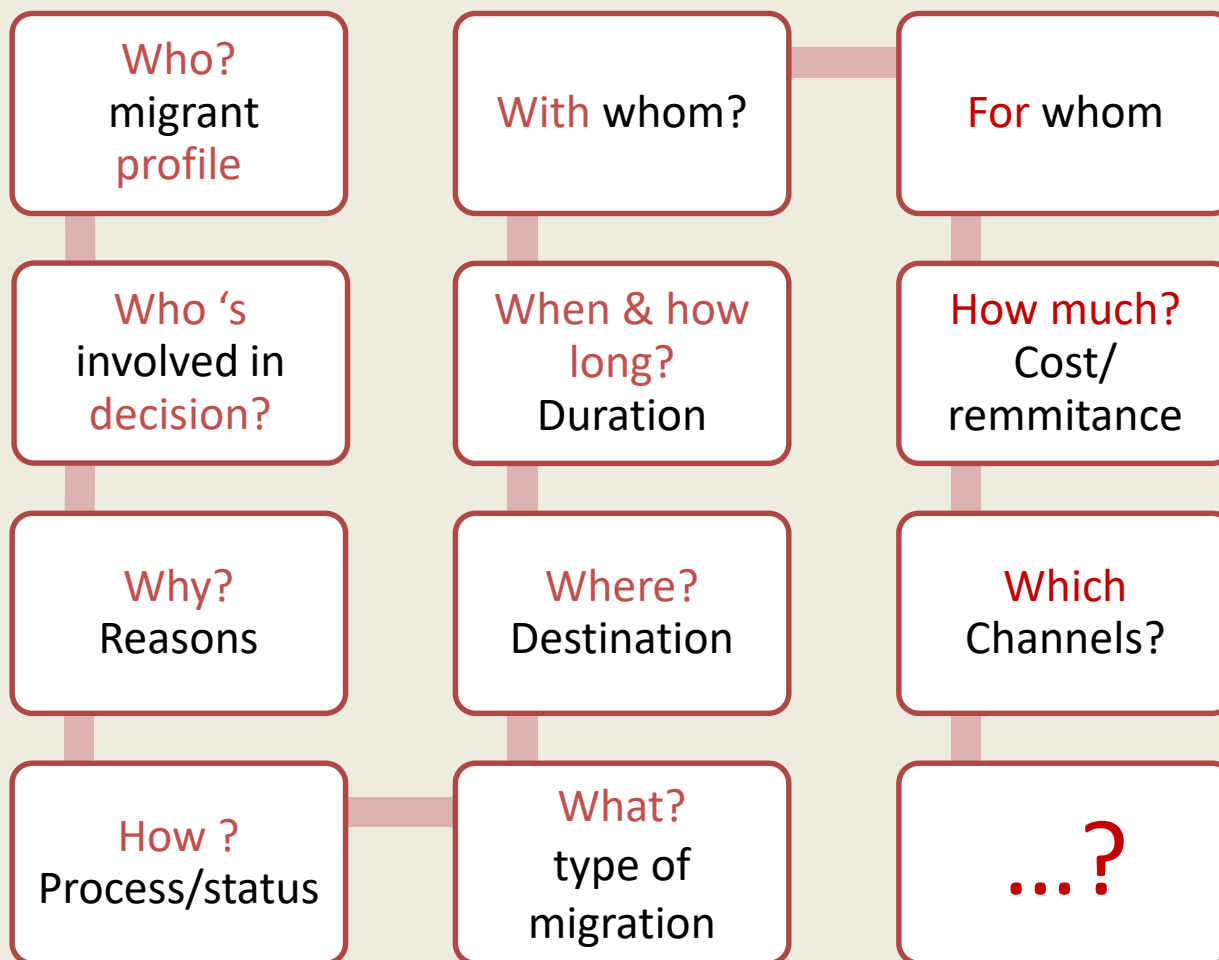 Who?
migrant
profile
Who ‘s
involved in
decision?
Why?
Reasons
How ?
Process/status
What?
type of
migration
Where?
Destination
When & how
long?
Duration
With whom?
For whom
How much?
Cost/
remmitance
Which
Channels?
...?